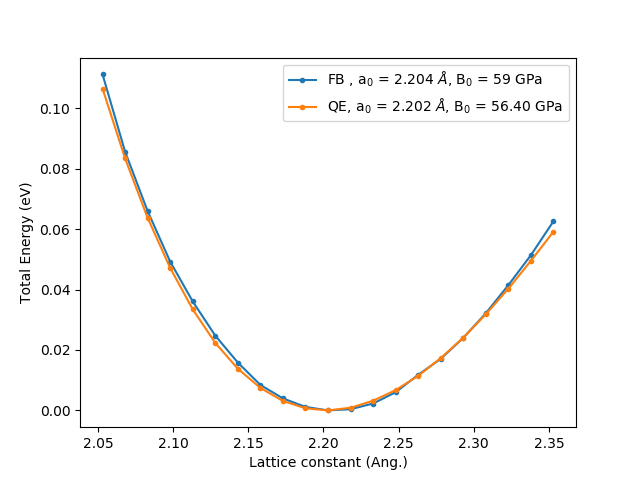 FB , a₀ = 2.204 Å, B₀ = 59 GPa
QE, a₀ = 2.202 Å, B₀ = 56.40 GPa
Total Energy (eV)
0.10
0.08
0.06
0.04
0.02
0.00
2.05 2.10 2.15 2.20 2.25 2.30 2.35
Lattice constant (Ang.)